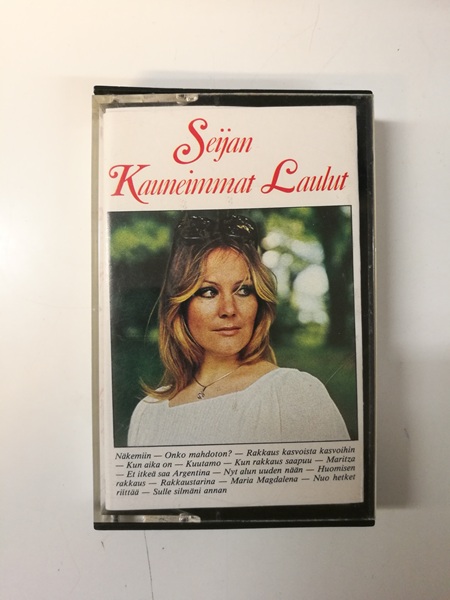 Seijan
Kauneimmat Laulut
Näkemiin — Onko mahdoton? — Rakkaus kasvoista kasvoihin
— Kun aika on — Kuutamo — Kun rakkaus saapuu — Maritza
— Et itkeä saa Argentina — Nyt alun uuden nään — Huomisen
rakkaus — Rakkaustarina — Maria Magdalena — Nuo hetket
riittää — Sulle silmäni annan